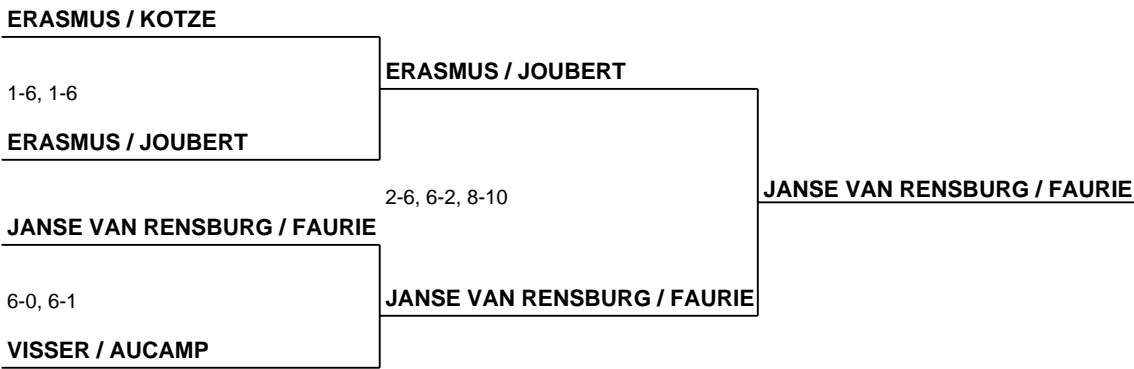 ERASMUS / KOTZE
1-6, 1-6
ERASMUS / JOUBERT
JANSE VAN RENSBURG / FAURIE
6-0, 6-1
VISSER / AUCAMP
ERASMUS / JOUBERT
2-6, 6-2, 8-10
JANSE VAN RENSBURG / FAURIE
JANSE VAN RENSBURG / FAURIE